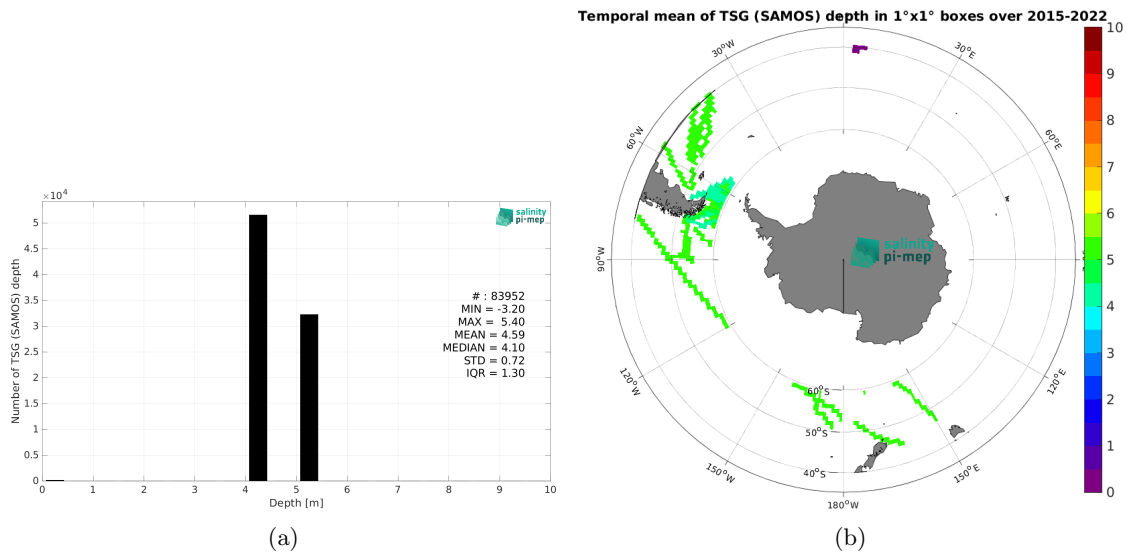 Temporal mean of TSG (SAMOS) depth in 1°x1° boxes over 2015-2022
×10⁴
5
4.5
4
3.5
3
2.5
2
1.5
1
0.5
0
Number of TSG (SAMOS) depth
0 1 2 3 4 5 6 7 8 9 10
Depth [m]
salinity
pi-mep
# : 83952
MIN = -3.20
MAX = 5.40
MEAN = 4.59
MEDIAN = 4.10
STD = 0.72
IQR = 1.30
(a)
30°W
30°E
60°W
60°E
90°W
120°W
120°E
150°W
150°E
180°W
60°S
50°S
40°S
salinity
pi-mep
10
9
8
7
6
5
4
3
2
1
0
(b)